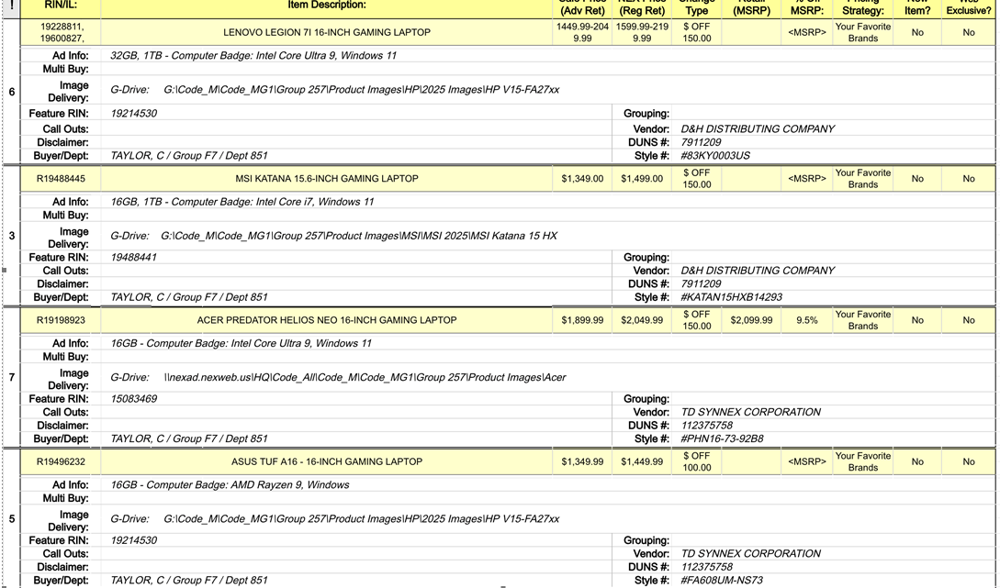 ! RIN/IL: Item Description: (Adv Ret) (Reg Ret) Type (MSRP) MSRP: Strategy: Item? Exclusive?
19228811, 19600827, LENOVO LEGION 7I 16-INCH GAMING LAPTOP 1449.99-2049.99 1599.99-2199.99 $ OFF 150.00 <MSRP> Your Favorite Brands No No
Ad Info: 32GB, 1TB - Computer Badge: Intel Core Ultra 9, Windows 11
Multi Buy:
6 Image Delivery: G-Drive: G:\Code_M\Code_MG1\Group 257\Product Images\HP\2025 Images\HP V15-FA27xx
Feature RIN: 19214530 Grouping:
Call Outs: Vendor: D&H DISTRIBUTING COMPANY
Disclaimer: DUNS #: 7911209
Buyer/Dept: TAYLOR, C / Group F7 / Dept 851 Style #: #83KY0003US
R19488445 MSI KATANA 15.6-INCH GAMING LAPTOP $1,349.00 $1,499.00 $ OFF 150.00 <MSRP> Your Favorite Brands No No
Ad Info: 16GB, 1TB - Computer Badge: Intel Core i7, Windows 11
Multi Buy:
3 Image Delivery: G-Drive: G:\Code_M\Code_MG1\Group 257\Product Images\MSI\MSI 2025\MSI Katana 15 HX
Feature RIN: 19488441 Grouping:
Call Outs: Vendor: D&H DISTRIBUTING COMPANY
Disclaimer: DUNS #: 7911209
Buyer/Dept: TAYLOR, C / Group F7 / Dept 851 Style #: #KATAN15HXB14293
R19198923 ACER PREDATOR HELIOS NEO 16-INCH GAMING LAPTOP $1,899.99 $2,049.99 $ OFF 150.00 $2,099.99 9.5% Your Favorite Brands No No
Ad Info: 16GB - Computer Badge: Intel Core Ultra 9, Windows 11
Multi Buy:
7 Image Delivery: G-Drive: \\nexad.nexweb.us\HQ\Code_All\Code_M\Code_MG1\Group 257\Product Images\Acer
Feature RIN: 15083469 Grouping:
Call Outs: Vendor: TD SYNNEX CORPORATION
Disclaimer: DUNS #: 112375758
Buyer/Dept: TAYLOR, C / Group F7 / Dept 851 Style #: #PHN16-73-92B8
R19496232 ASUS TUF A16 - 16-INCH GAMING LAPTOP $1,349.99 $1,449.99 $ OFF 100.00 <MSRP> Your Favorite Brands No No
Ad Info: 16GB - Computer Badge: AMD Rayzen 9, Windows
Multi Buy:
5 Image Delivery: G-Drive: G:\Code_M\Code_MG1\Group 257\Product Images\HP\2025 Images\HP V15-FA27xx
Feature RIN: 19214530 Grouping:
Call Outs: Vendor: TD SYNNEX CORPORATION
Disclaimer: DUNS #: 112375758
Buyer/Dept: TAYLOR, C / Group F7 / Dept 851 Style #: #FA608UM-NS73